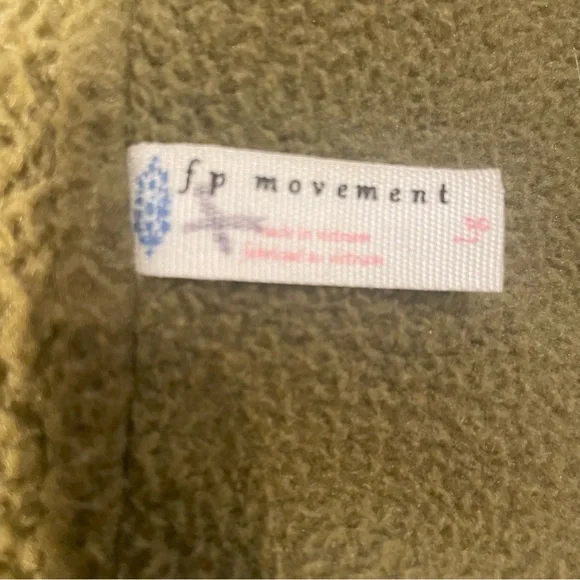 fp movement
made in vietnam
fabriqué au vietnam